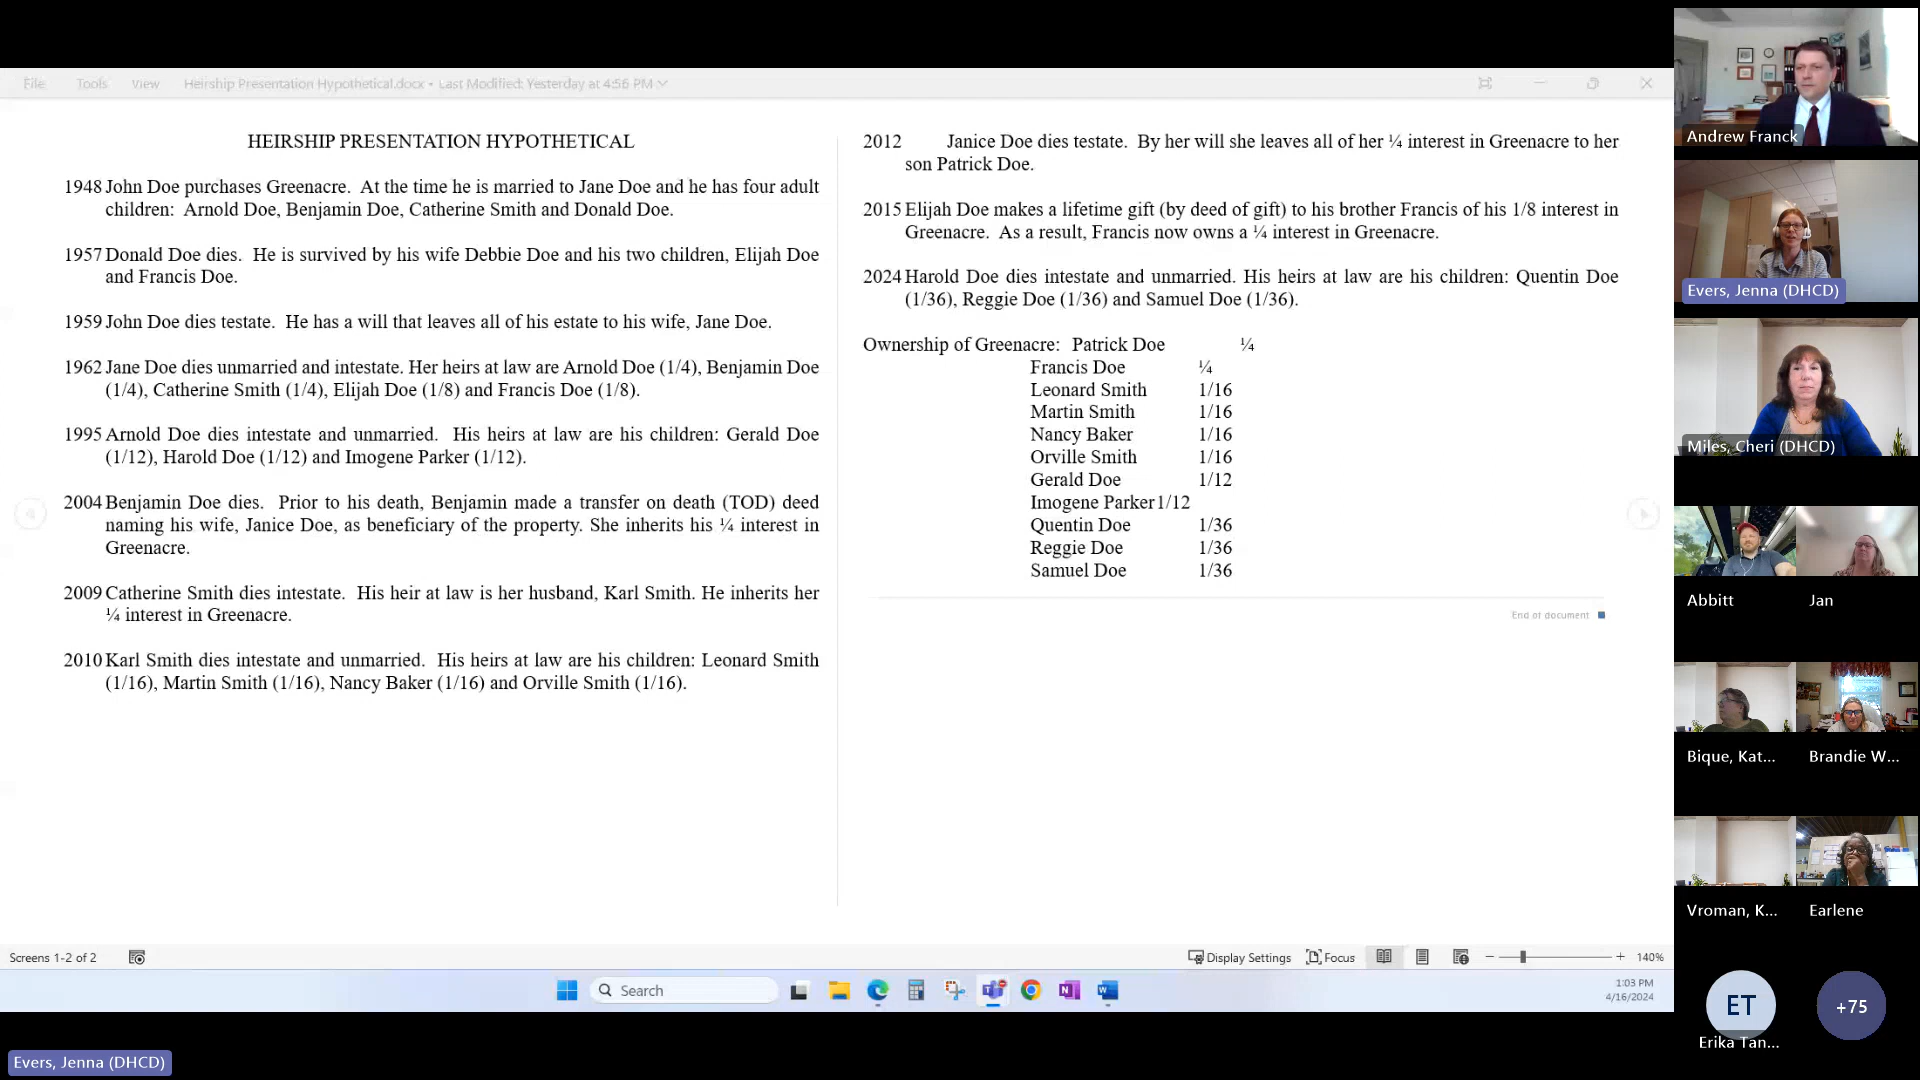 File Tools View Heirship Presentation Hypothetical.docx • Last Modified: Yesterday at 4:56 PM
HEIRSHIP PRESENTATION HYPOTHETICAL
1948 John Doe purchases Greenacre. At the time he is married to Jane Doe and he has four adult
children: Arnold Doe, Benjamin Doe, Catherine Smith and Donald Doe.
1957 Donald Doe dies. He is survived by his wife Debbie Doe and his two children, Elijah Doe
and Francis Doe.
1959 John Doe dies testate. He has a will that leaves all of his estate to his wife, Jane Doe.
1962 Jane Doe dies unmarried and intestate. Her heirs at law are Arnold Doe (1/4), Benjamin Doe
(1/4), Catherine Smith (1/4), Elijah Doe (1/8) and Francis Doe (1/8).
1995 Arnold Doe dies intestate and unmarried. His heirs at law are his children: Gerald Doe
(1/12), Harold Doe (1/12) and Imogene Parker (1/12).
2004 Benjamin Doe dies. Prior to his death, Benjamin made a transfer on death (TOD) deed
naming his wife, Janice Doe, as beneficiary of the property. She inherits his ¼ interest in
Greenacre.
2009 Catherine Smith dies intestate. His heir at law is her husband, Karl Smith. He inherits her
¼ interest in Greenacre.
2010 Karl Smith dies intestate and unmarried. His heirs at law are his children: Leonard Smith
(1/16), Martin Smith (1/16), Nancy Baker (1/16) and Orville Smith (1/16).
2012 Janice Doe dies testate. By her will she leaves all of her ¼ interest in Greenacre to her
son Patrick Doe.
2015 Elijah Doe makes a lifetime gift (by deed of gift) to his brother Francis of his 1/8 interest in
Greenacre. As a result, Francis now owns a ¼ interest in Greenacre.
2024 Harold Doe dies intestate and unmarried. His heirs at law are his children: Quentin Doe
(1/36), Reggie Doe (1/36) and Samuel Doe (1/36).
Ownership of Greenacre: Patrick Doe ¼
Francis Doe ¼
Leonard Smith 1/16
Martin Smith 1/16
Nancy Baker 1/16
Orville Smith 1/16
Gerald Doe 1/12
Imogene Parker 1/12
Quentin Doe 1/36
Reggie Doe 1/36
Samuel Doe 1/36
End of document
Screens 1-2 of 2
Display Settings Focus 140%
Search
1:03 PM
4/16/2024
Evers, Jenna (DHCD)
Andrew Franck
Evers, Jenna (DHCD)
Miles, Cheri (DHCD)
Abbitt Jan
Bique, Kat... Brandie W...
Vroman, K... Earlene
ET +75
Erika Tan...